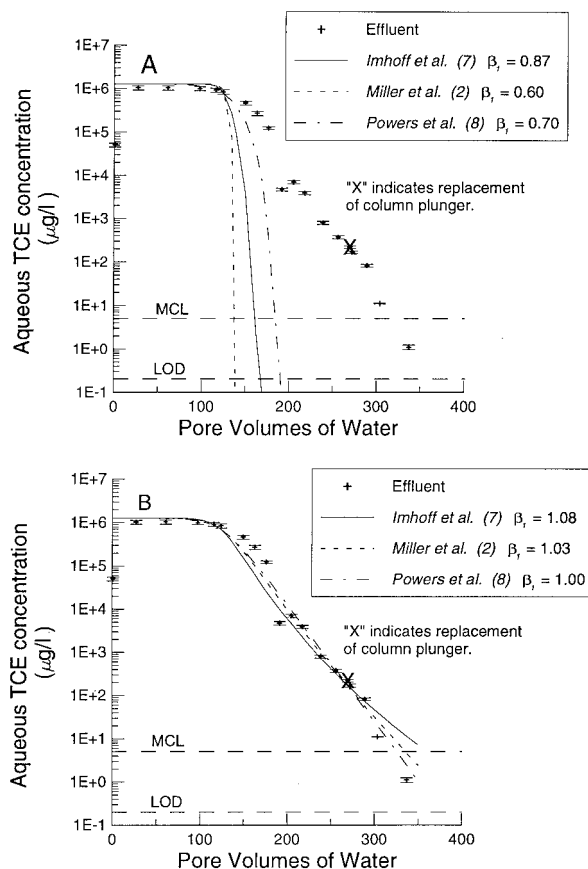 A
Aqueous TCE concentration
(μg/l)
1E+7
1E+6
1E+5
1E+4
1E+3
1E+2
1E+1
1E+0
1E-1
MCL
LOD
0 100 200 300 400
Pore Volumes of Water
+ Effluent
Imhoff et al. (7) βf = 0.87
Miller et al. (2) βf = 0.60
Powers et al. (8) βf = 0.70
"X" indicates replacement
of column plunger.
X
B
Aqueous TCE concentration
(μg/l)
1E+7
1E+6
1E+5
1E+4
1E+3
1E+2
1E+1
1E+0
1E-1
MCL
LOD
0 100 200 300 400
Pore Volumes of Water
+ Effluent
Imhoff et al. (7) βf = 1.08
Miller et al. (2) βf = 1.03
Powers et al. (8) βf = 1.00
"X" indicates replacement
of column plunger.
X